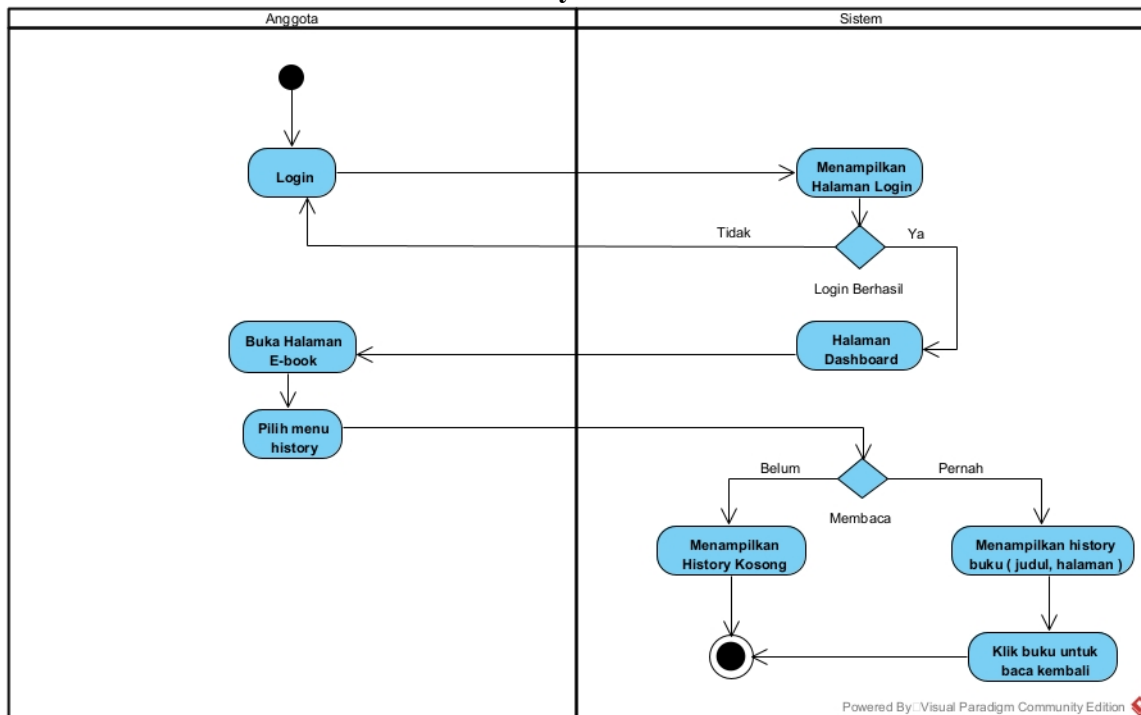 Anggota
Sistem
Login
Menampilkan
Halaman Login
Tidak
Ya
Login Berhasil
Buka Halaman
E-book
Halaman
Dashboard
Pilih menu
history
Belum
Pernah
Membaca
Menampilkan
History Kosong
Menampilkan history
buku ( judul, halaman )
Klik buku untuk
baca kembali
Powered By Visual Paradigm Community Edition